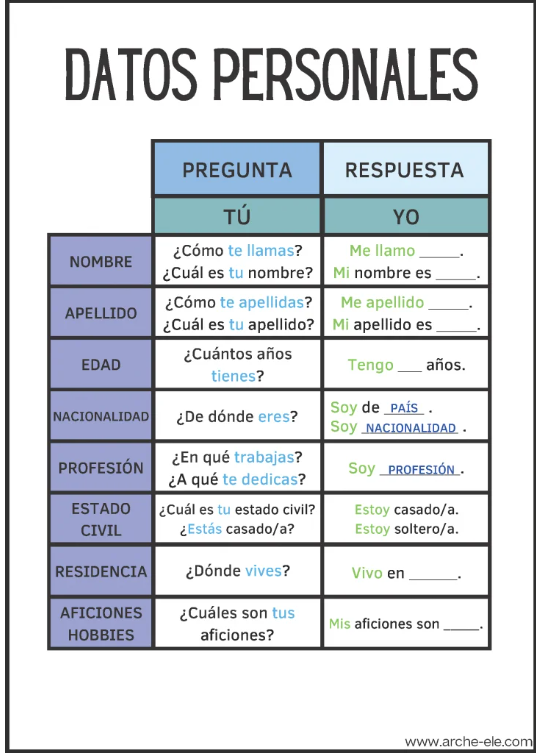 DATOS PERSONALES
PREGUNTA
RESPUESTA
TÚ
YO
NOMBRE
¿Cómo te llamas?
¿Cuál es tu nombre?
Me llamo _____.
Mi nombre es _____.
APELLIDO
¿Cómo te apellidas?
¿Cuál es tu apellido?
Me apellido _____.
Mi apellido es _____.
EDAD
¿Cuántos años
tienes?
Tengo ___ años.
NACIONALIDAD
¿De dónde eres?
Soy de _PAÍS_ .
Soy _NACIONALIDAD_ .
PROFESIÓN
¿En qué trabajas?
¿A qué te dedicas?
Soy _PROFESIÓN_.
ESTADO
CIVIL
¿Cuál es tu estado civil?
¿Estás casado/a?
Estoy casado/a.
Estoy soltero/a.
RESIDENCIA
¿Dónde vives?
Vivo en ______.
AFICIONES
HOBBIES
¿Cuáles son tus
aficiones?
Mis aficiones son _____.
www.arche-ele.com